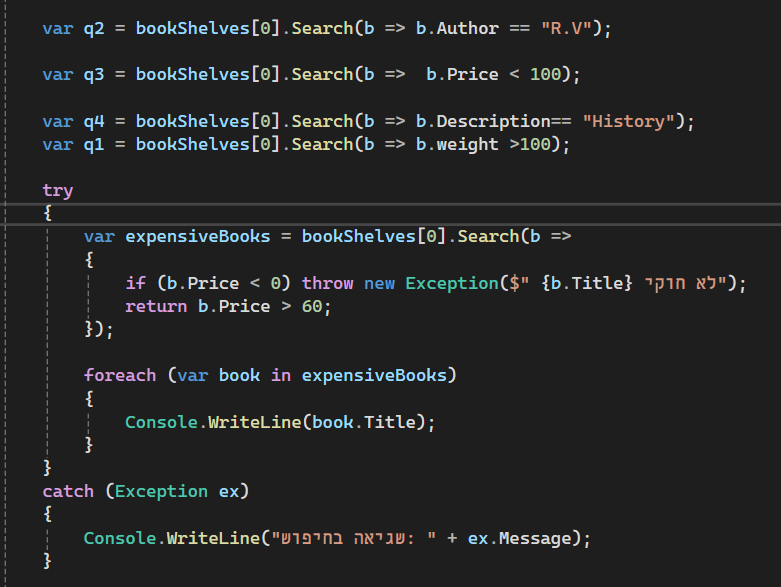 var q2 = bookShelves[0].Search(b => b.Author == "R.V");
var q3 = bookShelves[0].Search(b =>  b.Price < 100);
var q4 = bookShelves[0].Search(b => b.Description== "History");
var q1 = bookShelves[0].Search(b => b.weight >100);
try
{
var expensiveBooks = bookShelves[0].Search(b =>
{
if (b.Price < 0) throw new Exception($" {b.Title} לא חוקי");
return b.Price > 60;
});
foreach (var book in expensiveBooks)
{
Console.WriteLine(book.Title);
}
}
catch (Exception ex)
{
Console.WriteLine("שגיאה בחיפוש: " + ex.Message);
}